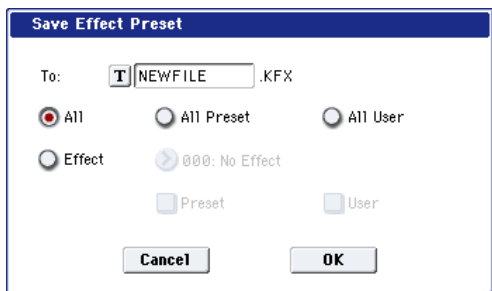 Save Effect Preset
To: T NEWFILE .KFX
All All Preset All User
Effect 000: No Effect
Preset User
Cancel OK